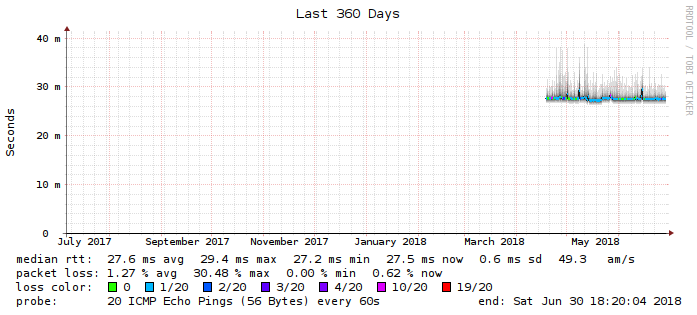 Last 360 Days
RRDTOOL / TOBI OETIKER
Seconds
40 m
30 m
20 m
10 m
0
July 2017 September 2017 November 2017 January 2018 March 2018 May 2018
median rtt: 27.6 ms avg 29.4 ms max 27.2 ms min 27.5 ms now 0.6 ms sd 49.3 am/s
packet loss: 1.27 % avg 30.48 % max 0.00 % min 0.62 % now
loss color: 0 1/20 2/20 3/20 4/20 10/20 19/20
probe: 20 ICMP Echo Pings (56 Bytes) every 60s end: Sat Jun 30 18:20:04 2018